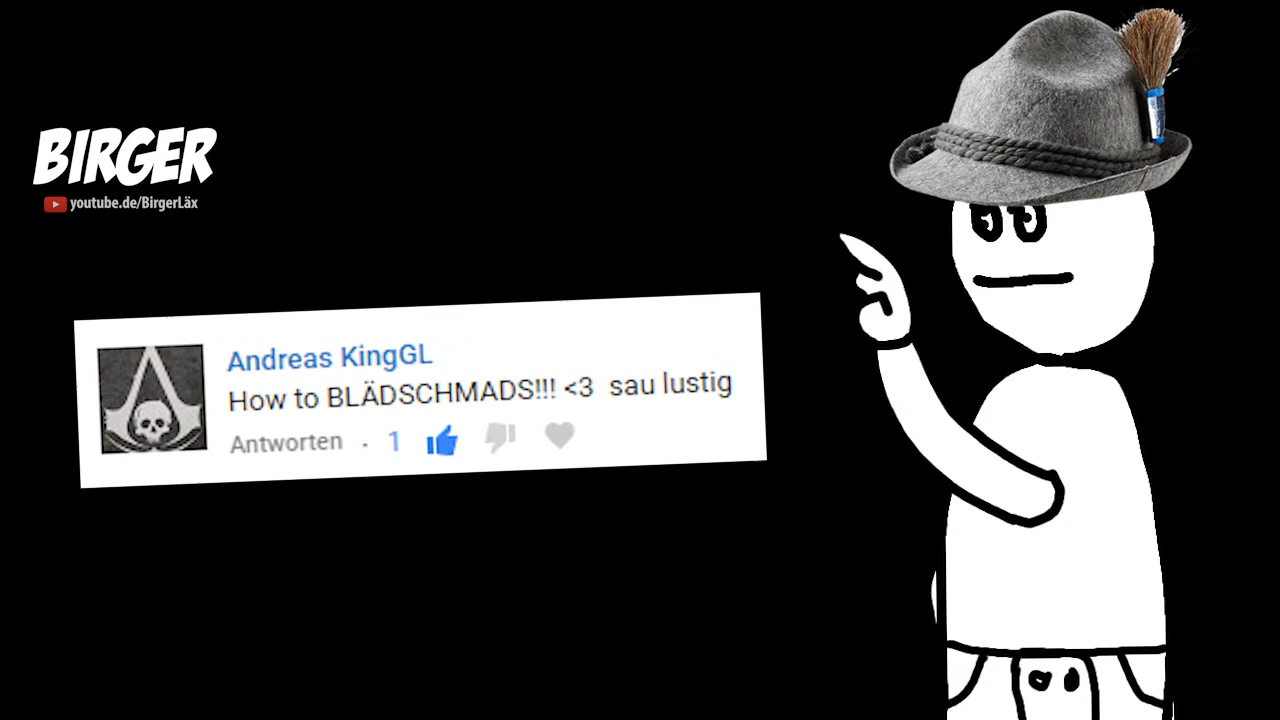 BIRGER
youtube.de/BirgerLäx
Andreas KingGL
How to BLÄDSCHMADS!!! <3 sau lustig
Antworten · 1